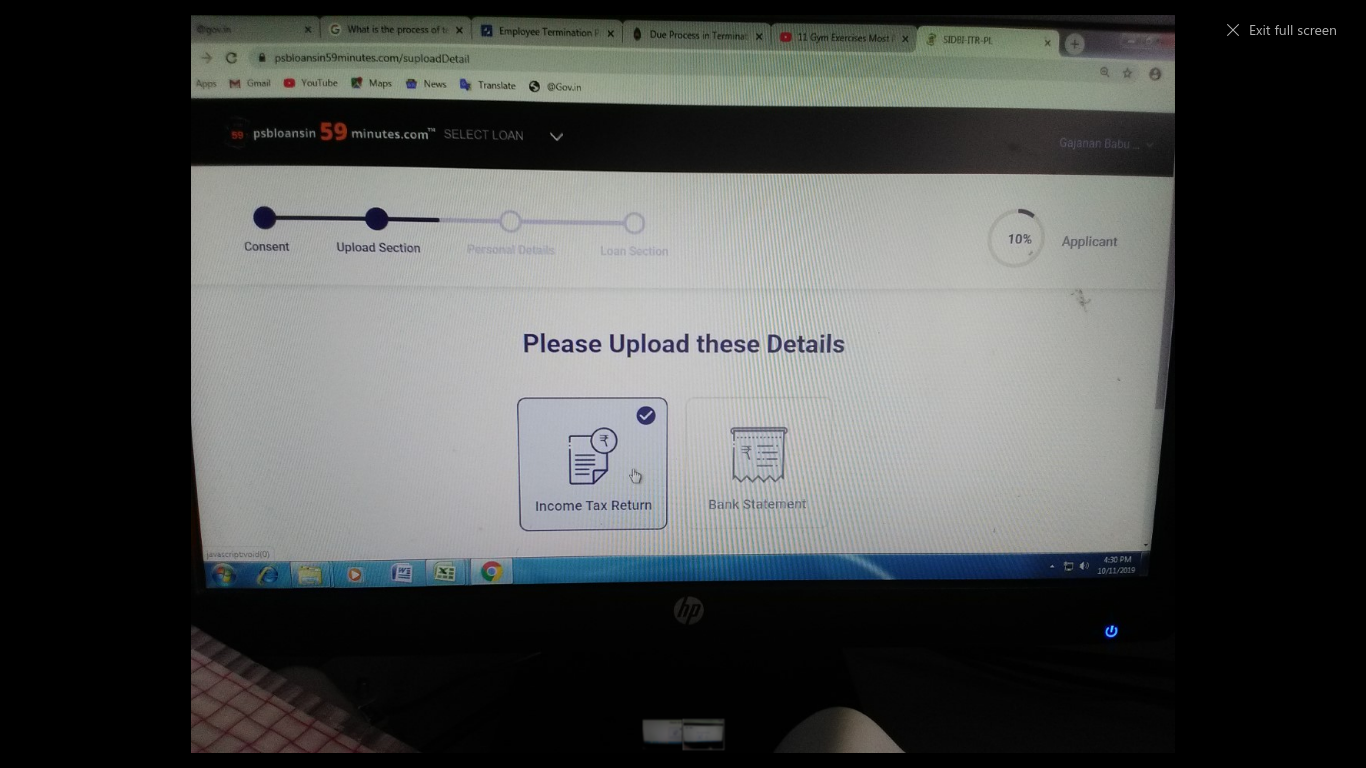 Exit full screen
@gov.in
What is the process of te
Employee Termination P
Due Process in Terminat
11 Gym Exercises Most P
SIDBI-ITR-PL
psbloansin59minutes.com/suploadDetail
Apps Gmail YouTube Maps News Translate @Gov.in
59 psbloansin 59 minutes.com™ SELECT LOAN
Gajanan Babu ...
Consent
Upload Section
Personal Details
Loan Section
10%
Applicant
Please Upload these Details
Income Tax Return
Bank Statement
javascript:void(0)
4:30 PM
10/11/2019
hp